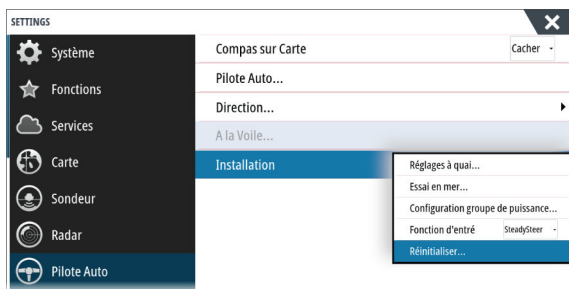 SETTINGS
Système
Fonctions
Services
Carte
Sondeur
Radar
Pilote Auto
Compas sur Carte
Cacher
Pilote Auto...
Direction...
A la Voile...
Installation
Réglages à quai...
Essai en mer...
Configuration groupe de puissance...
Fonction d'entré SteadySteer
Réinitialiser...